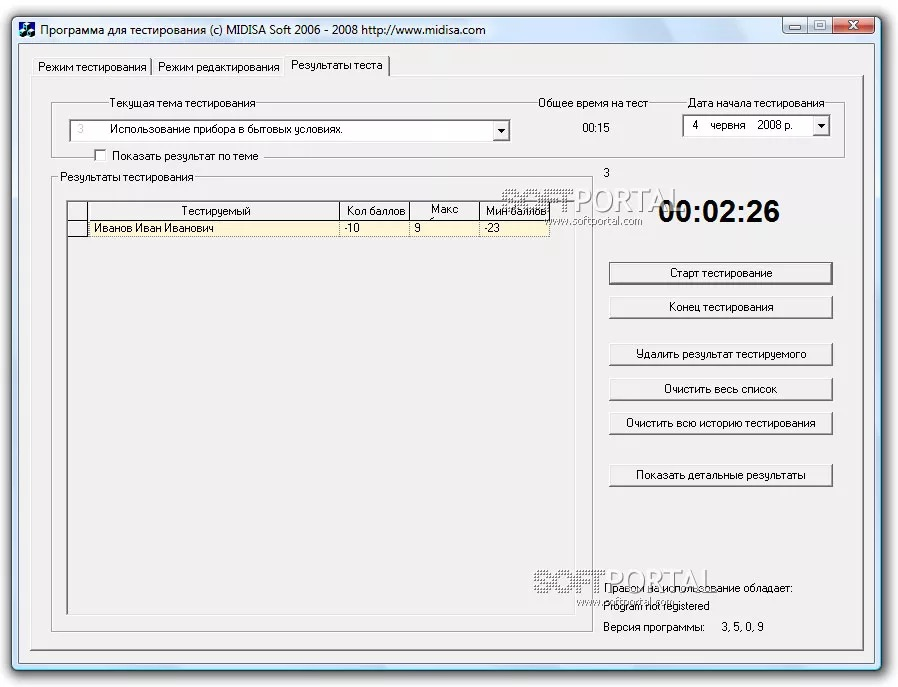 Программа для тестирования (c) MIDISA Soft 2006 - 2008 http://www.midisa.com
Режим тестирования Режим редактирования Результаты теста
Текущая тема тестирования Общее время на тест Дата начала тестирования
3 Использование прибора в бытовых условиях. 00:15 4 червня 2008 р.
Показать результат по теме
Результаты тестирования 3
SOFTPORTAL
www.softportal.com
00:02:26
Тестируемый Кол баллов Макс Мин баллов
Иванов Иван Иванович -10 9 -23
Старт тестирование
Конец тестирования
Удалить результат тестируемого
Очистить весь список
Очистить всю историю тестирования
Показать детальные результаты
SOFTPORTAL
www.softportal.com
Правом на использование обладает:
Program not registered
Версия программы: 3, 5, 0, 9